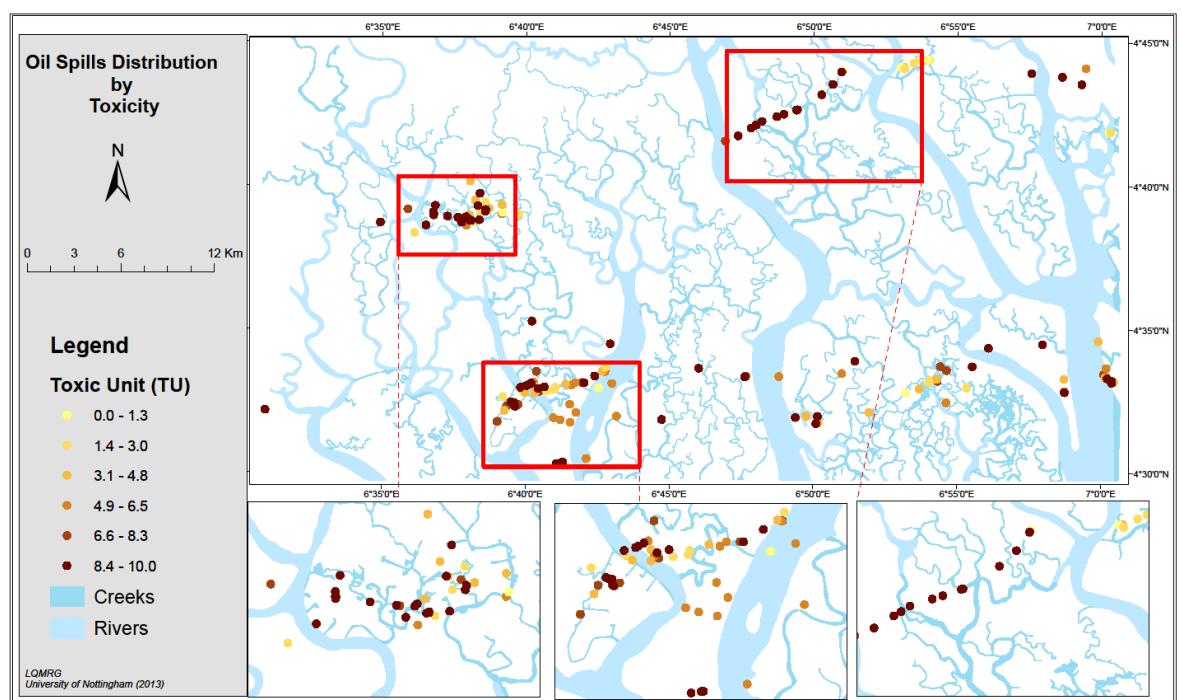 Oil Spills Distribution
by
Toxicity
N
0 3 6 12 Km
Legend
Toxic Unit (TU)
0.0 - 1.3
1.4 - 3.0
3.1 - 4.8
4.9 - 6.5
6.6 - 8.3
8.4 - 10.0
Creeks
Rivers
LQMRG
University of Nottingham (2013)
6°35'0"E 6°40'0"E 6°45'0"E 6°50'0"E 6°55'0"E 7°0'0"E
4°45'0"N
4°40'0"N
4°35'0"N
4°30'0"N
6°35'0"E 6°40'0"E 6°45'0"E 6°50'0"E 6°55'0"E 7°0'0"E